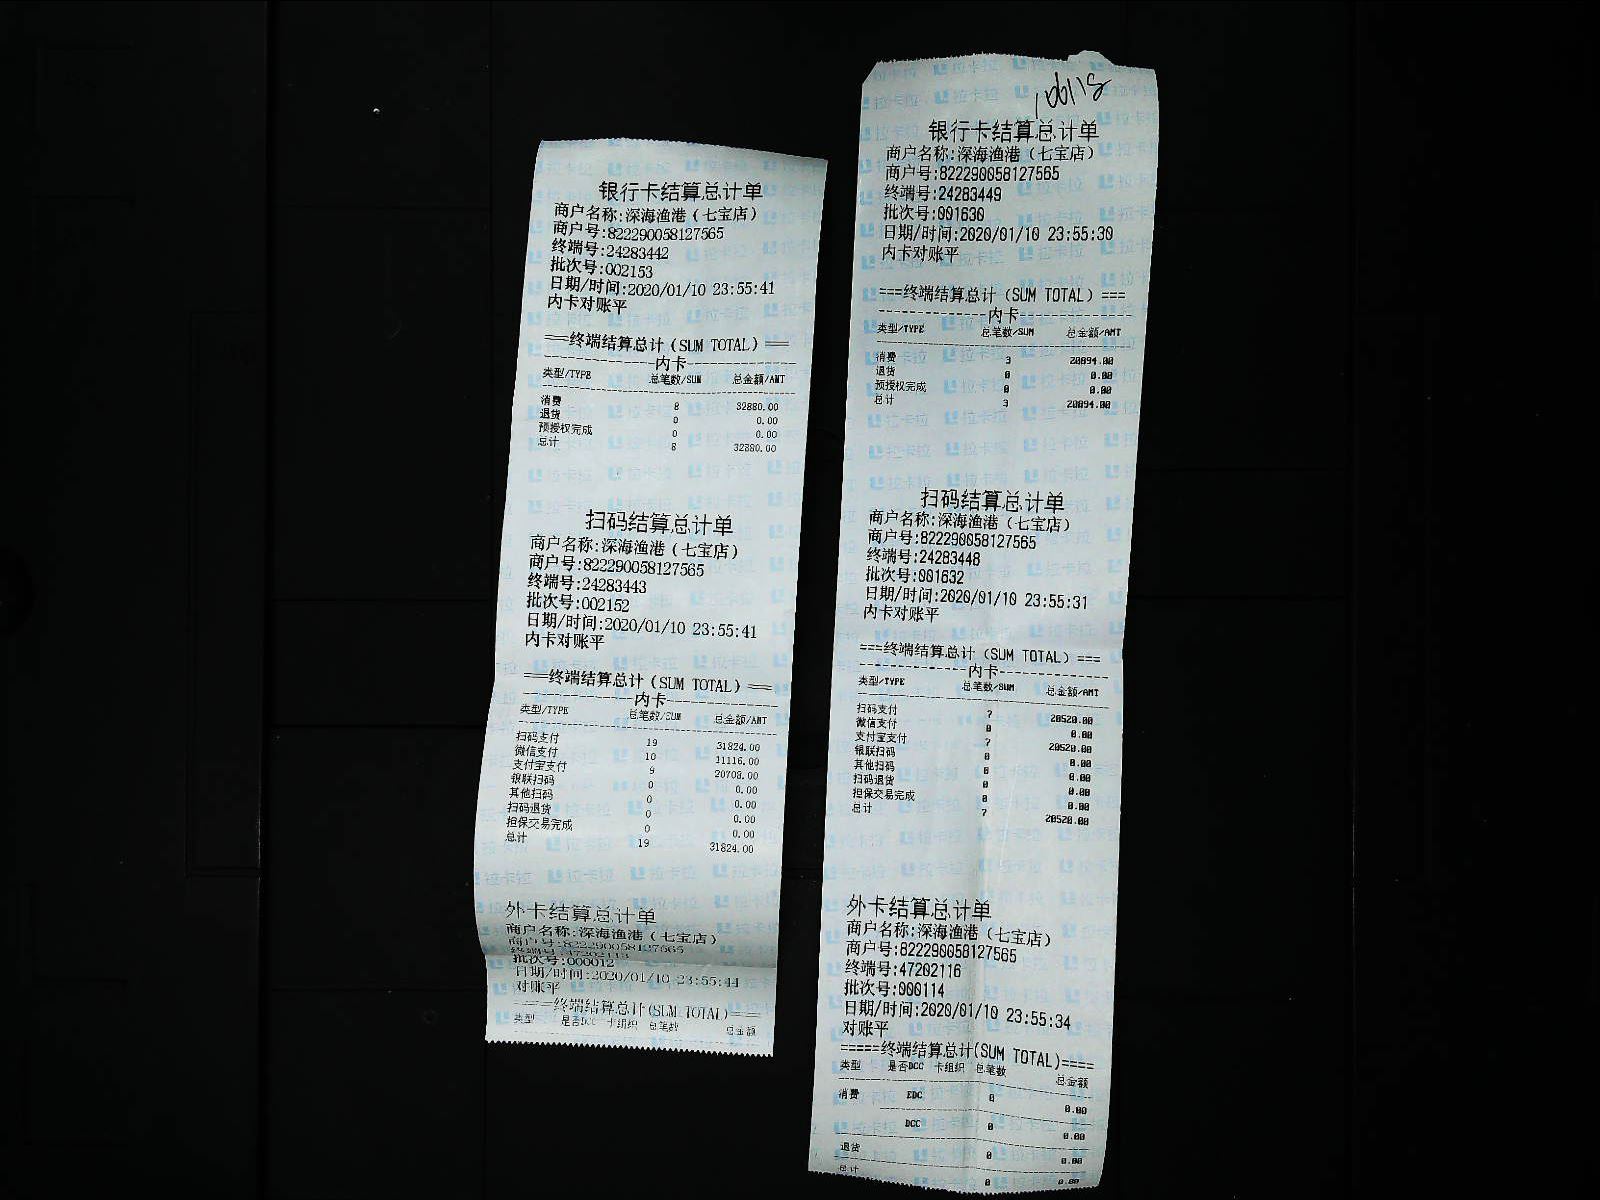 银行卡结算总计单
商户名称:深海渔港（七宝店）
商户号:822290058127565
终端号:24283442
批次号:002153
日期/时间:2020/01/10 23:55:41
内卡对账平
===终端结算总计(SUM TOTAL)===
内卡
类型/TYPE 总笔数/SUM 总金额/AMT
消费 8 32880.00
退货 0 0.00
预授权完成 0 0.00
总计 8 32880.00
扫码结算总计单
商户名称:深海渔港（七宝店）
商户号:822290058127565
终端号:24283443
批次号:002152
日期/时间:2020/01/10 23:55:41
内卡对账平
===终端结算总计(SUM TOTAL)===
内卡
类型/TYPE 总笔数/SUM 总金额/AMT
扫码支付 19 31824.00
微信支付 10 11116.00
支付宝支付 9 20708.00
银联扫码 0 0.00
其他扫码 0 0.00
扫码退货 0 0.00
担保交易完成 0 0.00
总计 19 31824.00
外卡结算总计单
商户名称:深海渔港（七宝店）
商户号:822290058127565
批次号:000012
日期/时间:2020/01/10 23:55:44
对账平
====终端结算总计(SUM TOTAL)====
类型 是否DCC 卡组织 总笔数 总金额
银行卡结算总计单
商户名称:深海渔港（七宝店）
商户号:822290058127565
终端号:24283449
批次号:001630
日期/时间:2020/01/10 23:55:30
内卡对账平
===终端结算总计(SUM TOTAL)===
内卡
类型/TYPE 总笔数/SUM 总金额/AMT
消费 3 20894.00
退货 0 0.00
预授权完成 0 0.00
总计 3 20894.00
扫码结算总计单
商户名称:深海渔港（七宝店）
商户号:822290058127565
终端号:24283448
批次号:001632
日期/时间:2020/01/10 23:55:31
内卡对账平
===终端结算总计(SUM TOTAL)===
内卡
类型/TYPE 总笔数/SUM 总金额/AMT
扫码支付 7 20520.00
微信支付 0 0.00
支付宝支付 7 20520.00
银联扫码 0 0.00
其他扫码 0 0.00
扫码退货 0 0.00
担保交易完成 0 0.00
总计 7 20520.00
外卡结算总计单
商户名称:深海渔港（七宝店）
商户号:822290058127565
终端号:47202116
批次号:000114
日期/时间:2020/01/10 23:55:34
对账平
=====终端结算总计(SUM TOTAL)====
类型 是否DCC 卡组织 总笔数 总金额
消费 EDC 0 0.00
DCC 0 0.00
退货 0 0.00
总计 0 0.00